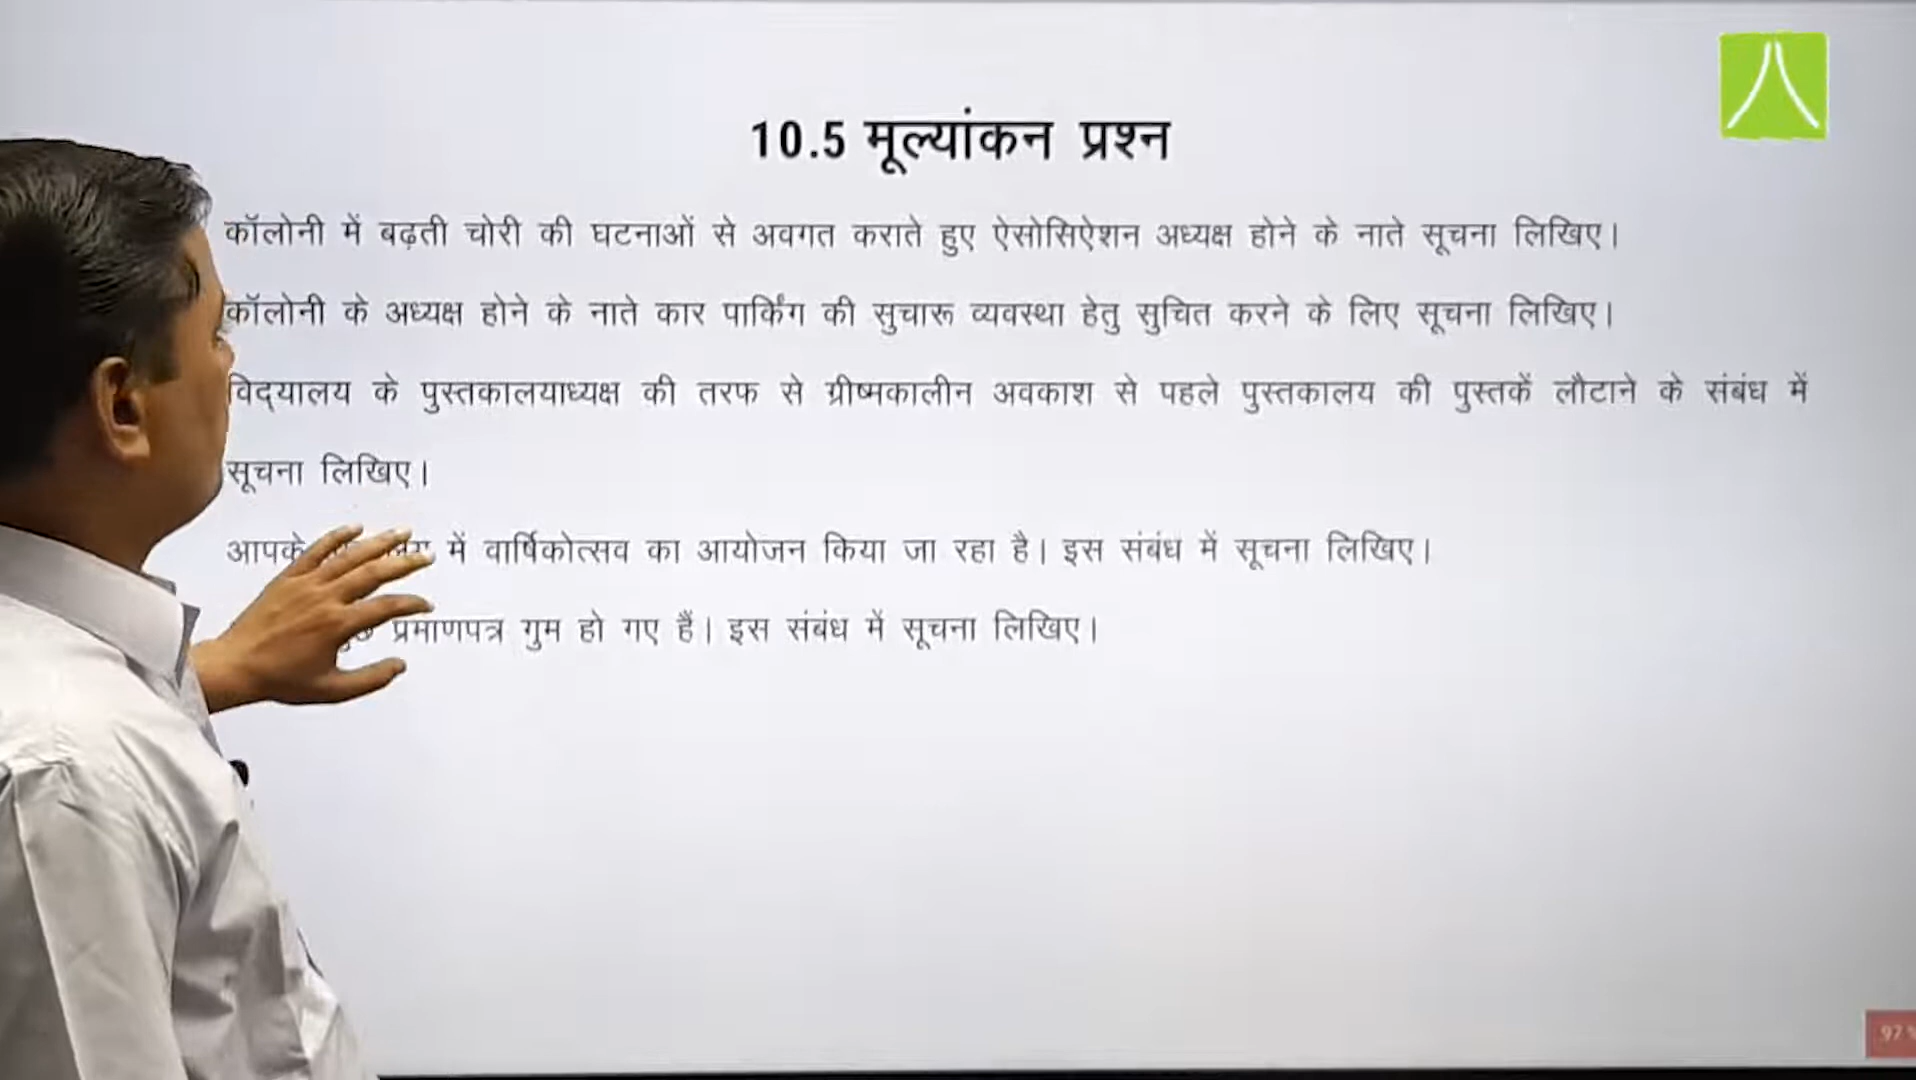 10.5 मूल्यांकन प्रश्न
कॉलोनी में बढ़ती चोरी की घटनाओं से अवगत कराते हुए ऐसोसिऐशन अध्यक्ष होने के नाते सूचना लिखिए।
कॉलोनी के अध्यक्ष होने के नाते कार पार्किंग की सुचारू व्यवस्था हेतु सुचित करने के लिए सूचना लिखिए।
विद्यालय के पुस्तकालयाध्यक्ष की तरफ से ग्रीष्मकालीन अवकाश से पहले पुस्तकालय की पुस्तकें लौटाने के संबंध में
सूचना लिखिए।
आपके में वार्षिकोत्सव का आयोजन किया जा रहा है। इस संबंध में सूचना लिखिए।
प्रमाणपत्र गुम हो गए हैं। इस संबंध में सूचना लिखिए।
97